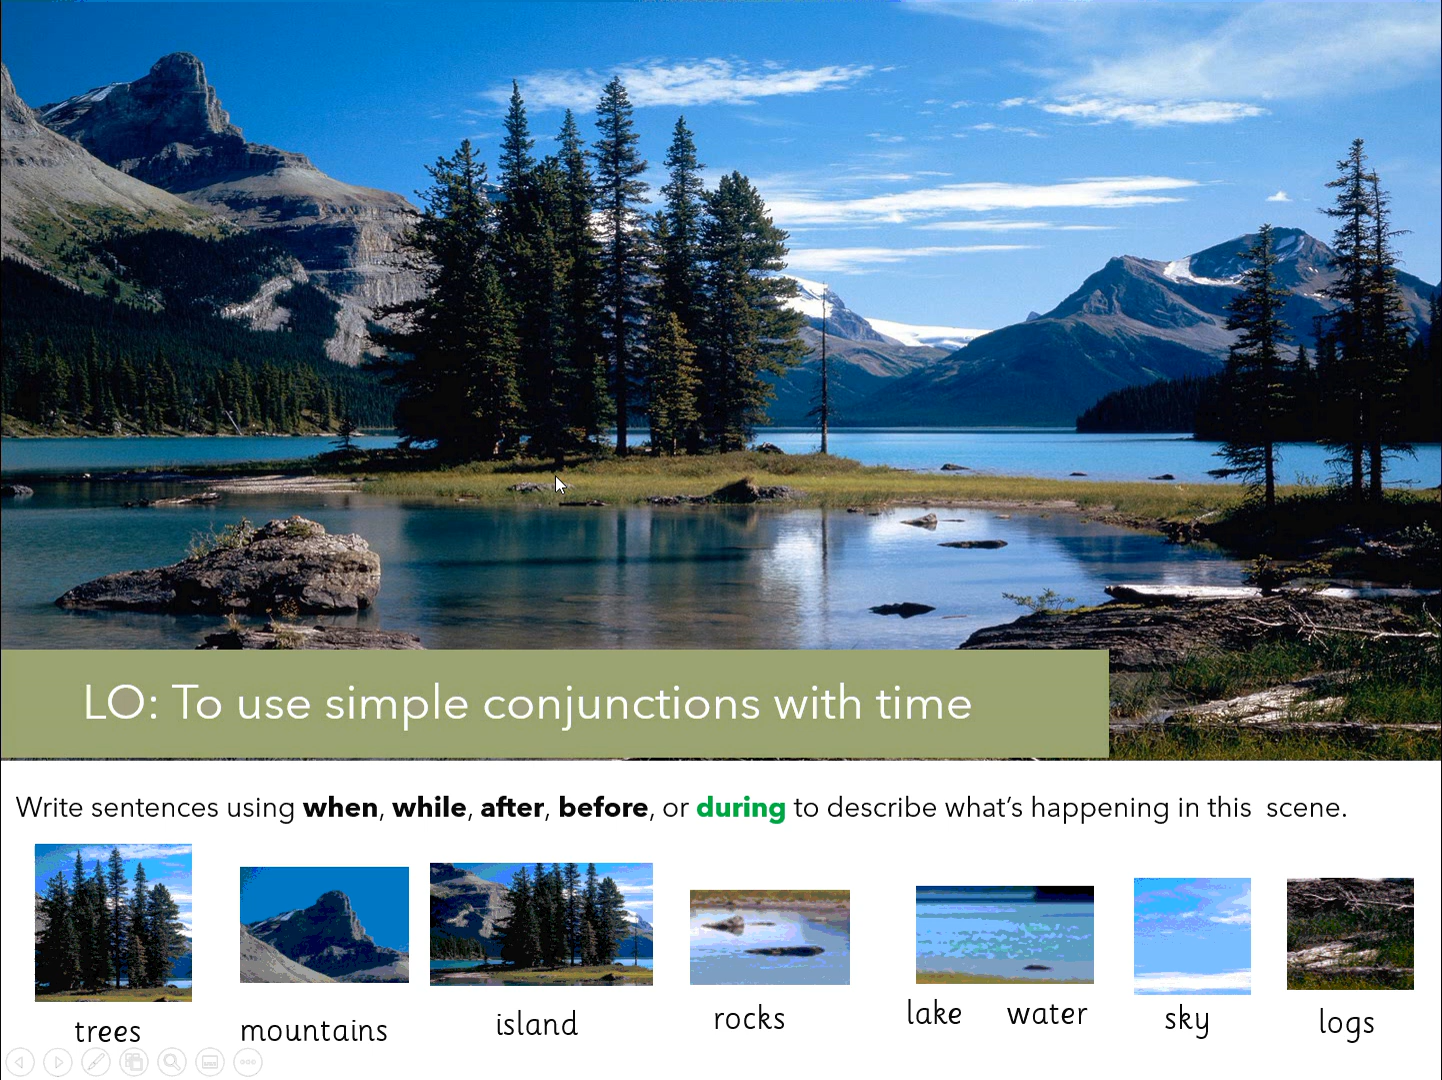 LO: To use simple conjunctions with time
Write sentences using when, while, after, before, or during to describe what's happening in this scene.
trees
mountains
island
rocks
lake
water
sky
logs